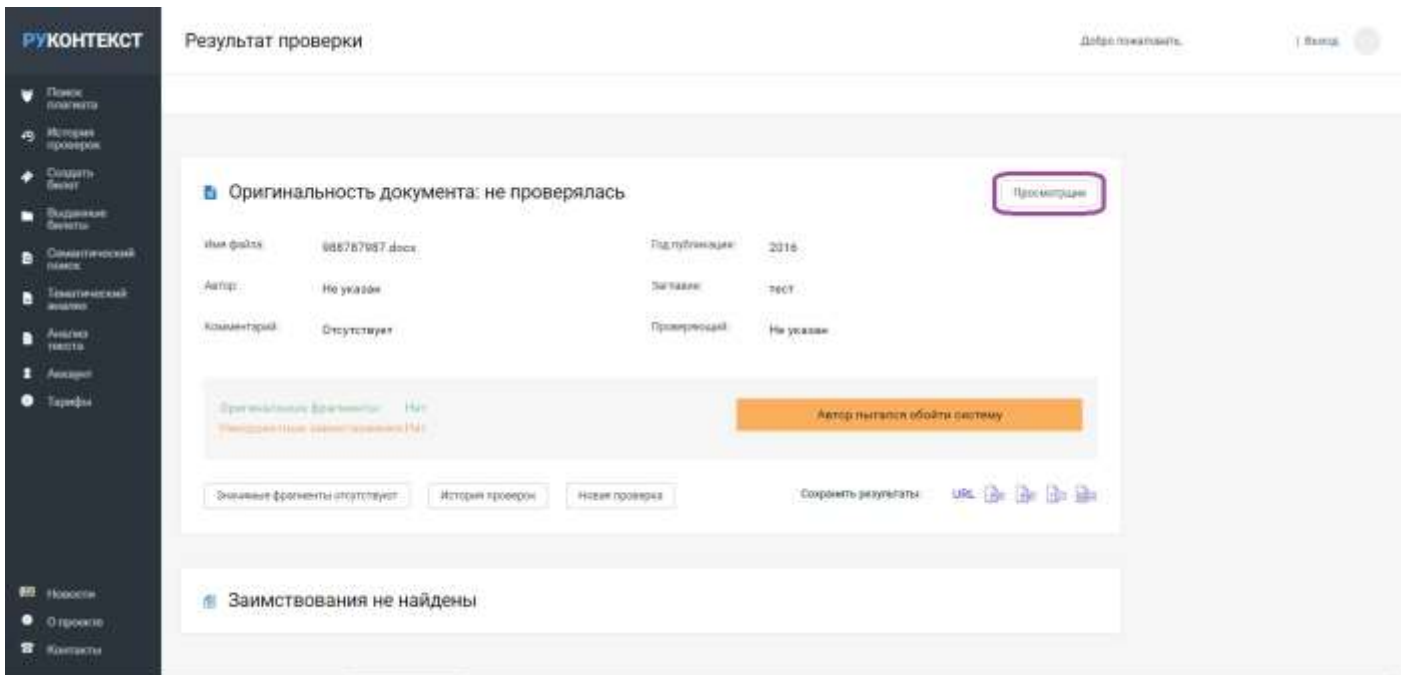 РУКОНТЕКСТ
Результат проверки
Добро пожаловать,
| Выход
Поиск
плагиата
История
проверок
Создать
билет
Выданные
билеты
Семантический
поиск
Тематический
анализ
Анализ
текста
Аккаунт
Тарифы
Новости
О проекте
Контакты
Оригинальность документа: не проверялась
Просмотрщик
Имя файла: 988787987.docx
Год публикации: 2016
Автор: Не указан
Заглавие: тест
Комментарий: Отсутствует
Проверяющий: Не указан
Оригинальные фрагменты: Нет
Некорректные заимствования: Нет
Автор пытался обойти систему
Значимые фрагменты отсутствуют
История проверок
Новая проверка
Сохранить результаты: URL
Заимствования не найдены